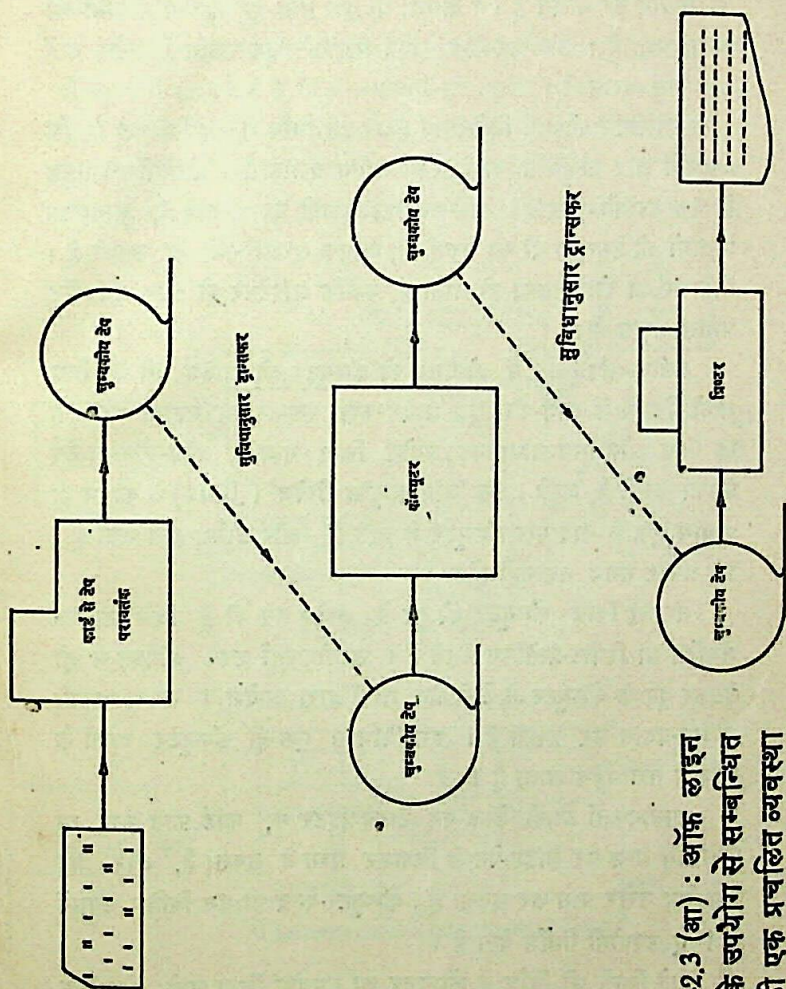 कार्ड से टेप
परावर्तक
चुम्बकीय टेप
सुविधानुसार ट्रान्सफर
चुम्बकीय टेप
कॅम्प्यूटर
चुम्बकीय टेप
सुविधानुसार ट्रान्सफर
चुम्बकीय टेप
प्रिण्टर
2.3 (आ) : ऑफ़ लाइन
के उपयोग से सम्बन्धित
की एक प्रचलित व्यवस्था